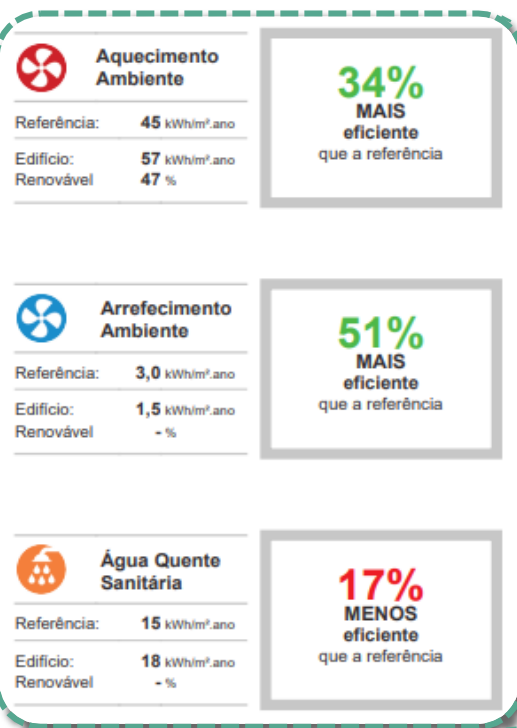 Aquecimento
Ambiente
Referência: 45 kWh/m².ano
Edifício: 57 kWh/m².ano
Renovável 47 %
34%
MAIS
eficiente
que a referência
Arrefecimento
Ambiente
Referência: 3,0 kWh/m².ano
Edifício: 1,5 kWh/m².ano
Renovável - %
51%
MAIS
eficiente
que a referência
Água Quente
Sanitária
Referência: 15 kWh/m².ano
Edifício: 18 kWh/m².ano
Renovável - %
17%
MENOS
eficiente
que a referência